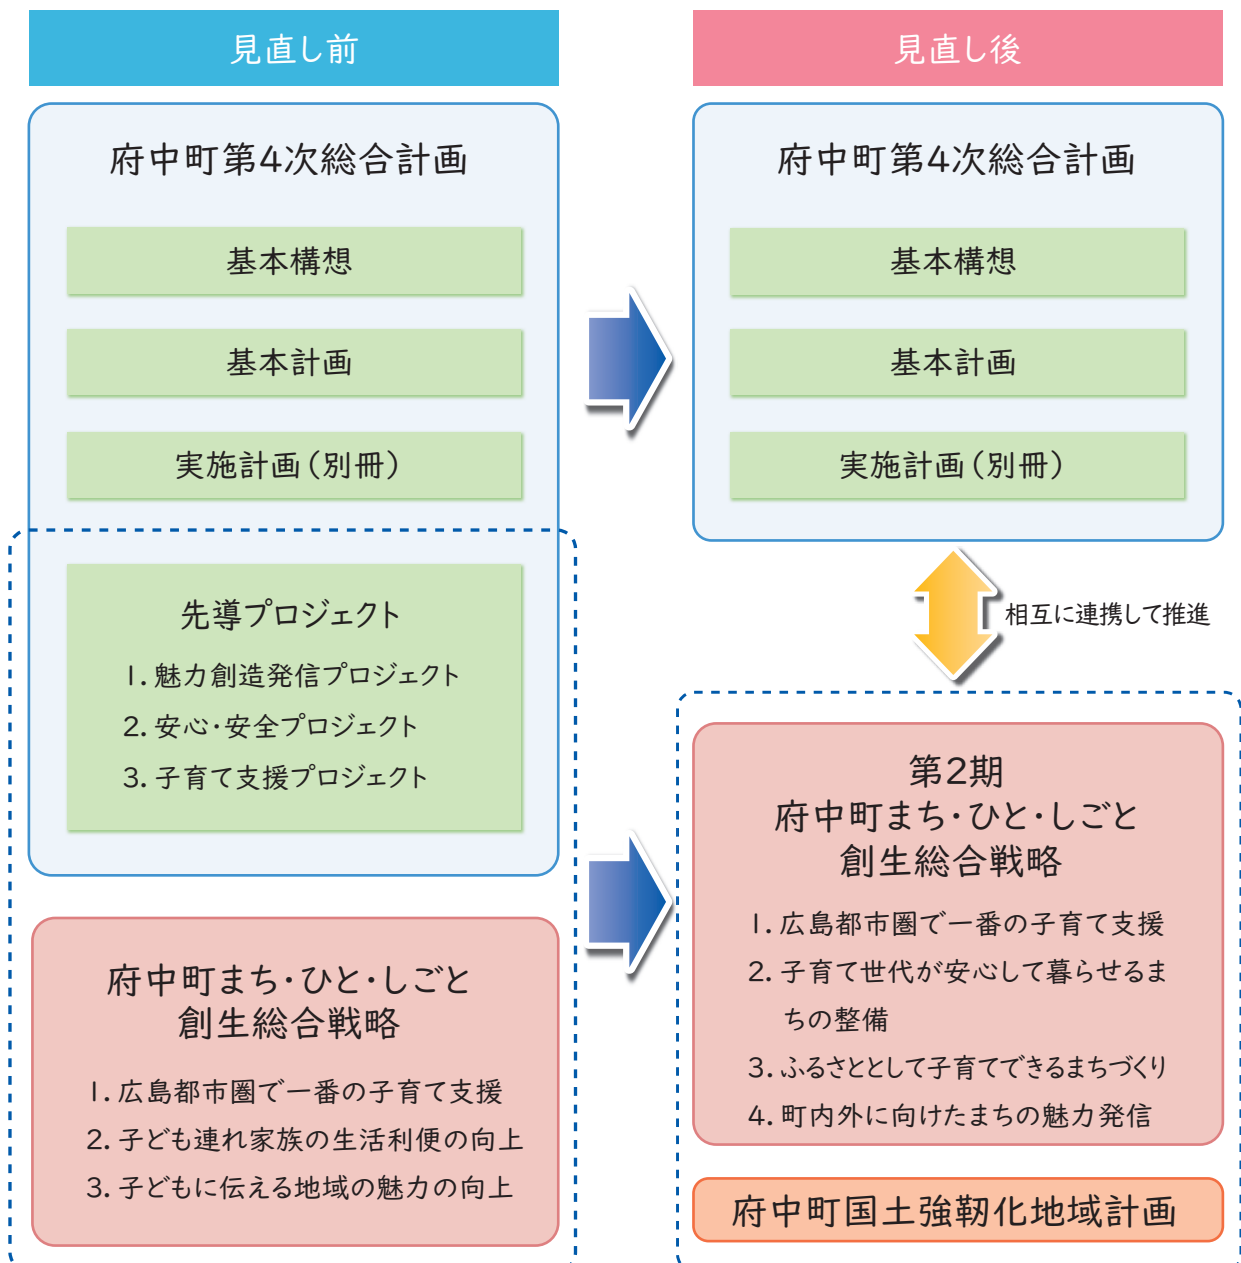 見直し前
府中町第4次総合計画
基本構想
基本計画
実施計画（別冊）
先導プロジェクト
1. 魅力創造発信プロジェクト
2. 安心・安全プロジェクト
3. 子育て支援プロジェクト
府中町まち・ひと・しごと
創生総合戦略
1. 広島都市圏で一番の子育て支援
2. 子ども連れ家族の生活利便の向上
3. 子どもに伝える地域の魅力の向上
見直し後
府中町第4次総合計画
基本構想
基本計画
実施計画（別冊）
相互に連携して推進
第2期
府中町まち・ひと・しごと
創生総合戦略
1. 広島都市圏で一番の子育て支援
2. 子育て世代が安心して暮らせるま
ちの整備
3. ふるさととして子育てできるまちづくり
4. 町内外に向けたまちの魅力発信
府中町国土強靭化地域計画